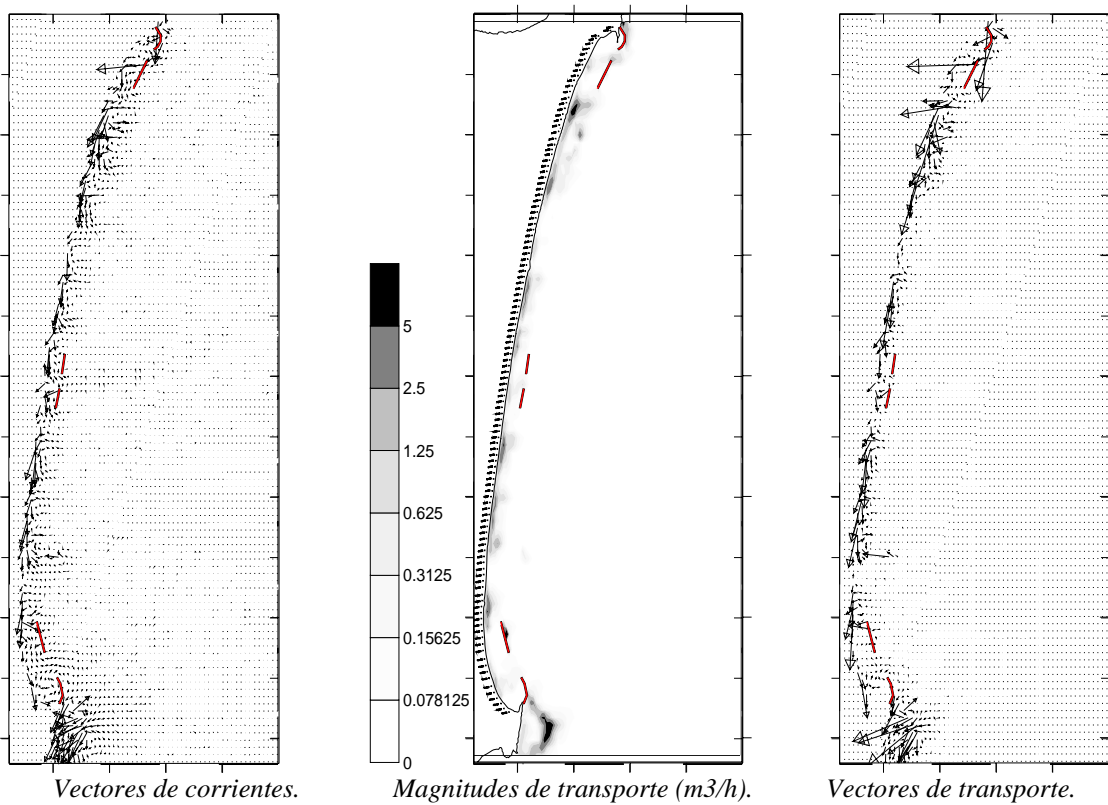 5
2.5
1.25
0.625
0.3125
0.15625
0.078125
0
Vectores de corrientes.
Magnitudes de transporte (m3/h).
Vectores de transporte.